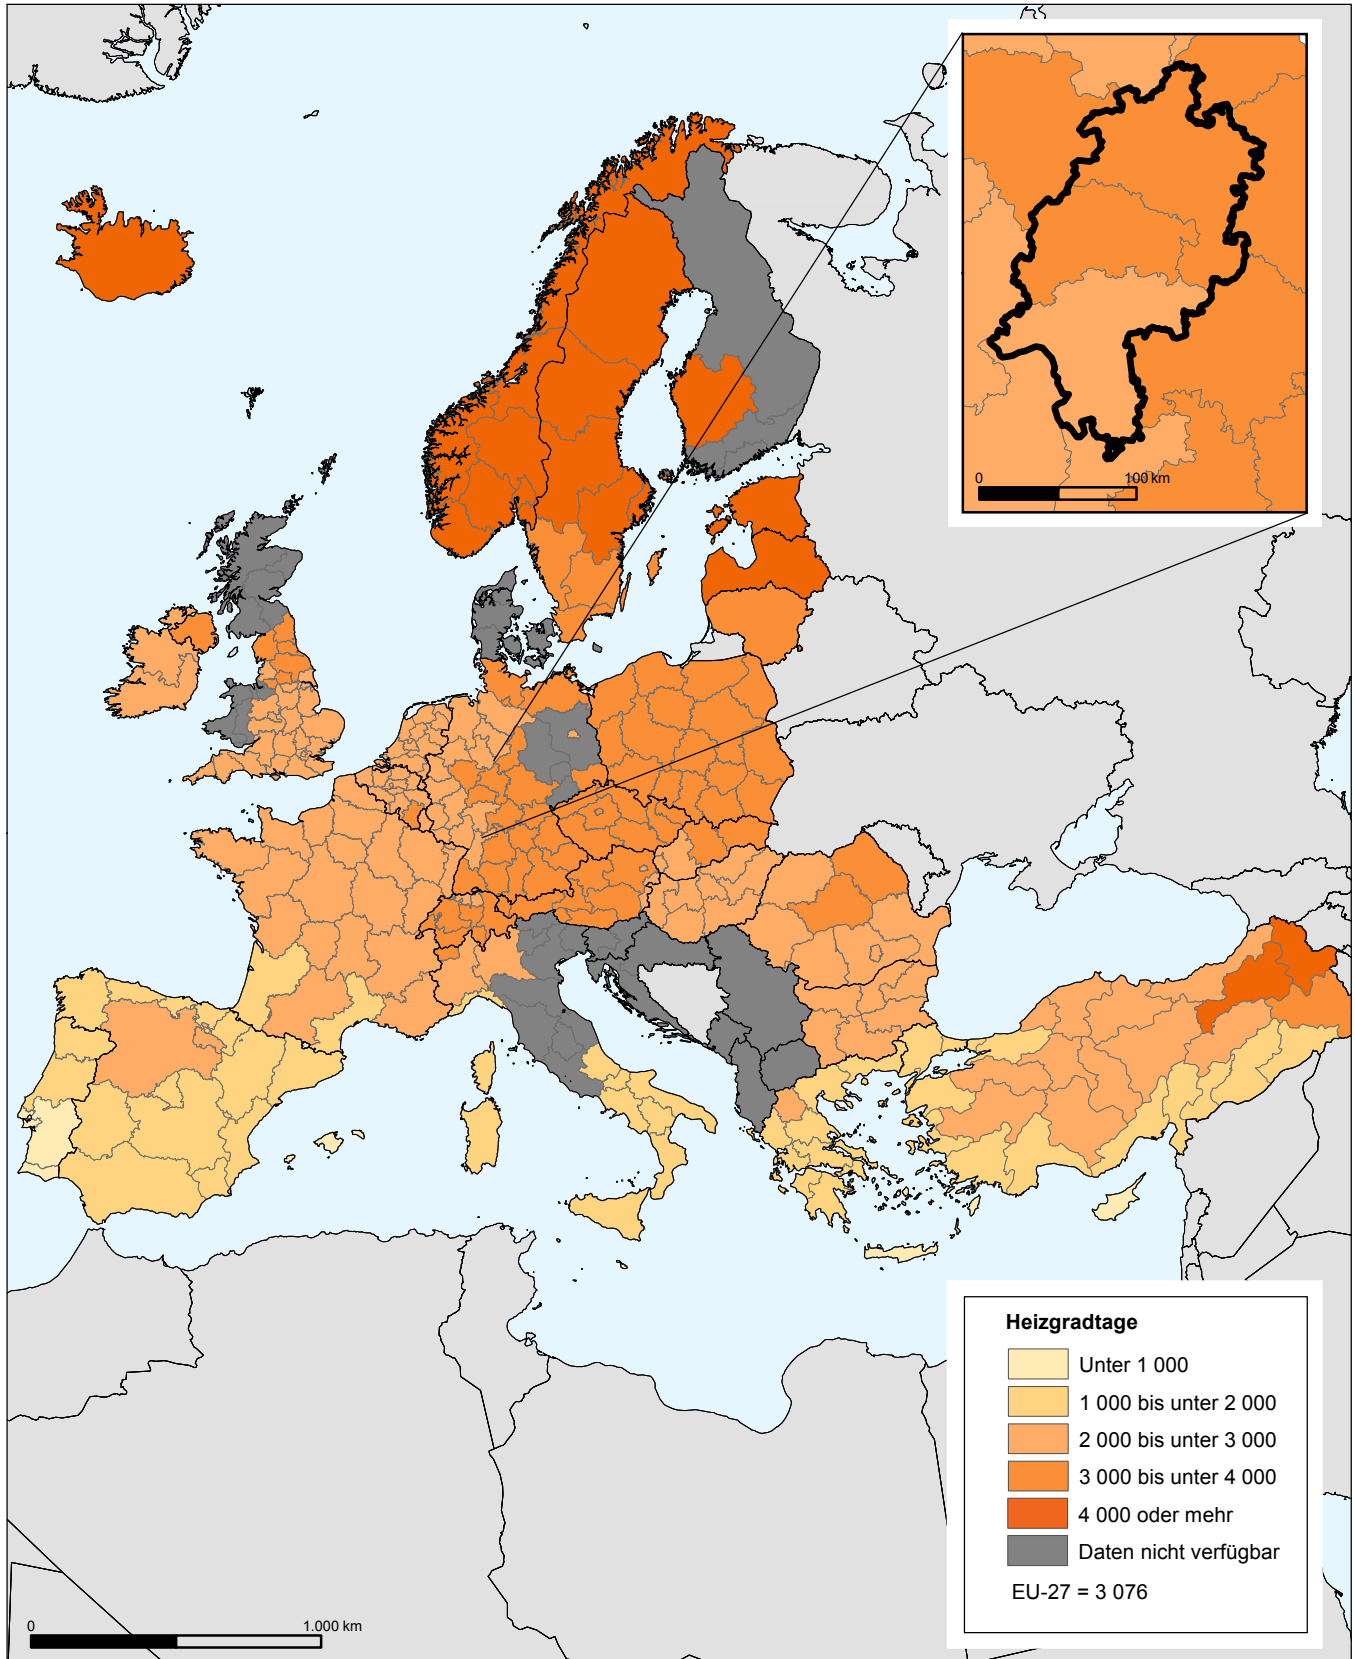 0
100 km
Heizgradtage
Unter 1 000
1 000 bis unter 2 000
2 000 bis unter 3 000
3 000 bis unter 4 000
4 000 oder mehr
Daten nicht verfügbar
EU-27 = 3 076
0
1.000 km